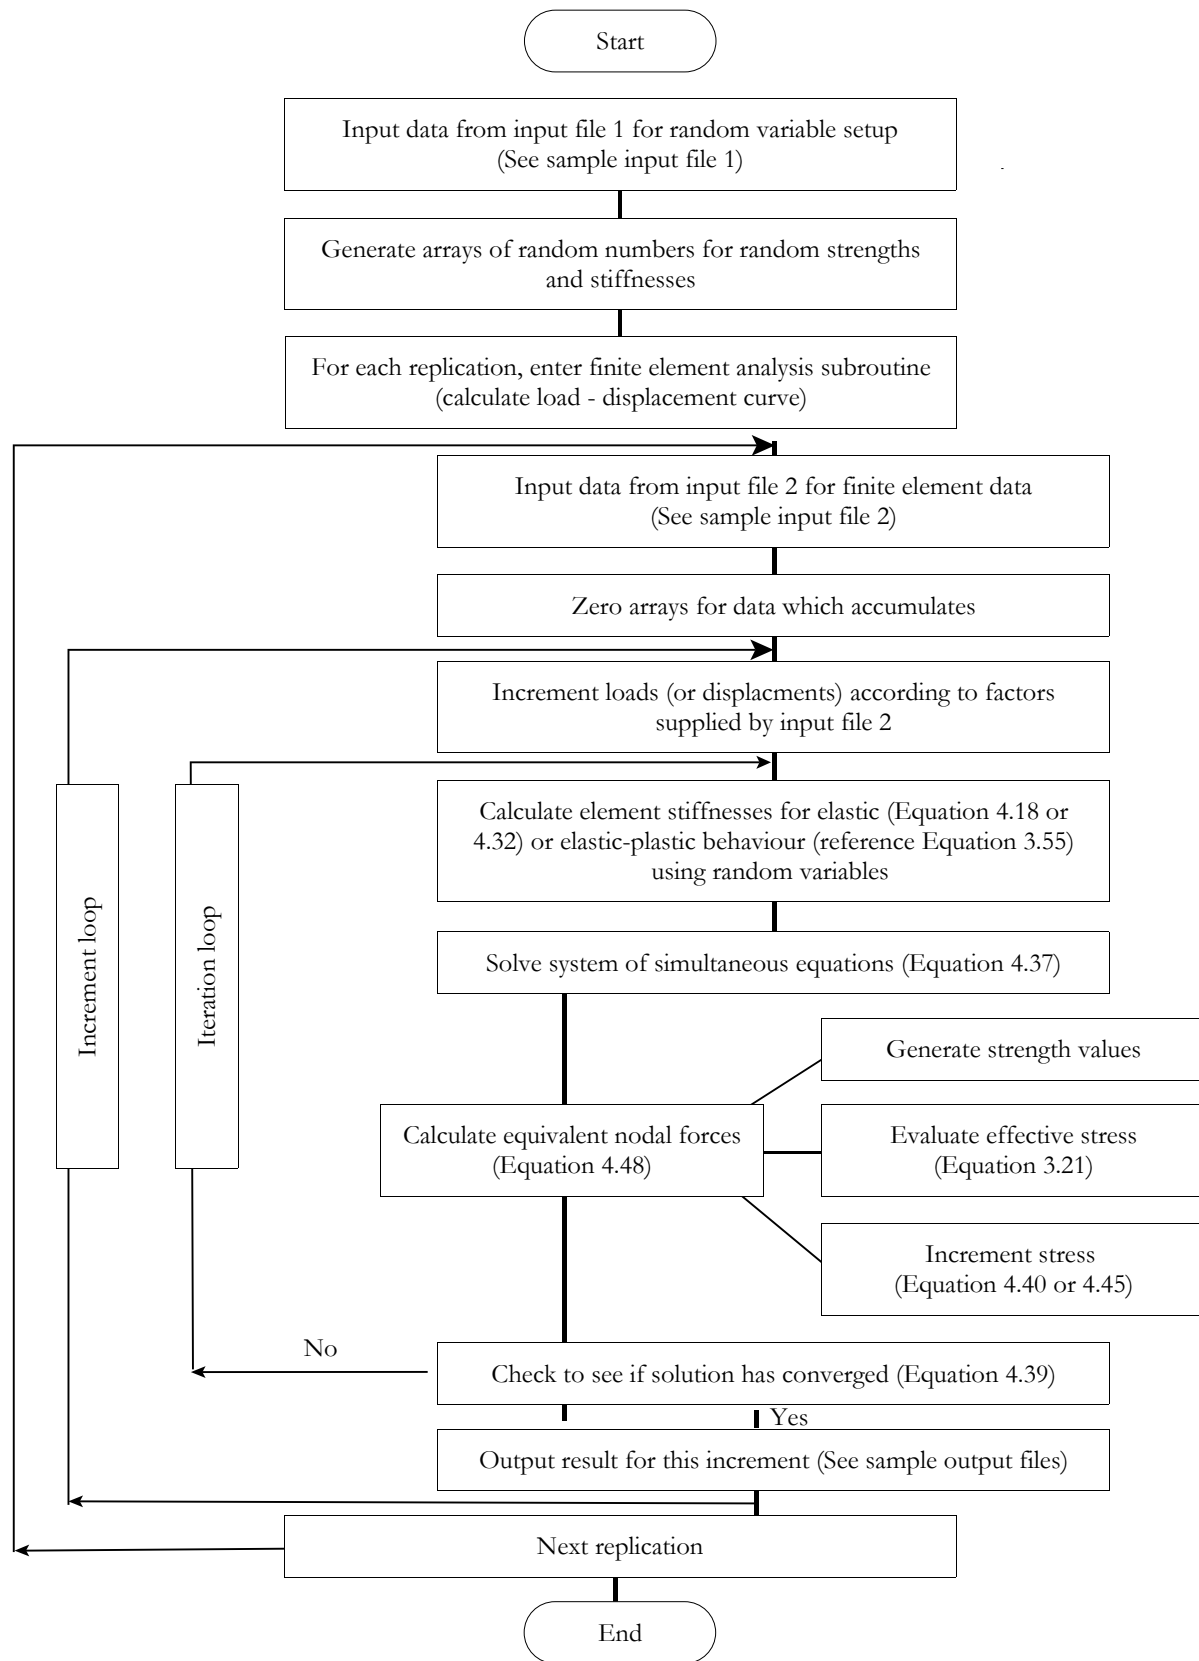 Start
Input data from input file 1 for random variable setup
(See sample input file 1)
Generate arrays of random numbers for random strengths
and stiffnesses
For each replication, enter finite element analysis subroutine
(calculate load - displacement curve)
Input data from input file 2 for finite element data
(See sample input file 2)
Zero arrays for data which accumulates
Increment loads (or displacments) according to factors
supplied by input file 2
Calculate element stiffnesses for elastic (Equation 4.18 or
4.32) or elastic-plastic behaviour (reference Equation 3.55)
using random variables
Increment loop
Iteration loop
Solve system of simultaneous equations (Equation 4.37)
Generate strength values
Calculate equivalent nodal forces
(Equation 4.48)
Evaluate effective stress
(Equation 3.21)
Increment stress
(Equation 4.40 or 4.45)
No
Check to see if solution has converged (Equation 4.39)
Yes
Output result for this increment (See sample output files)
Next replication
End